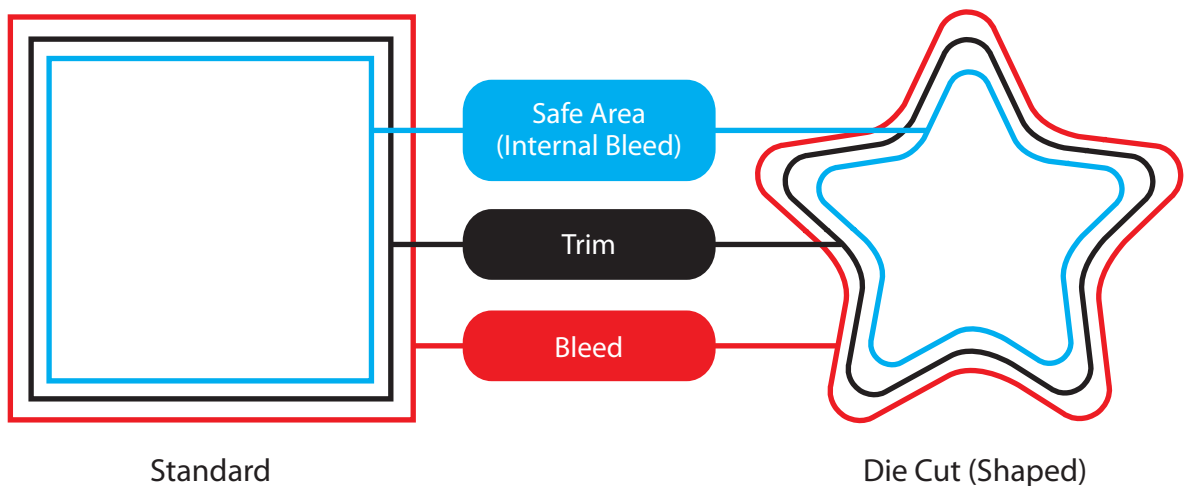 Safe Area
(Internal Bleed)
Trim
Bleed
Standard
Die Cut (Shaped)